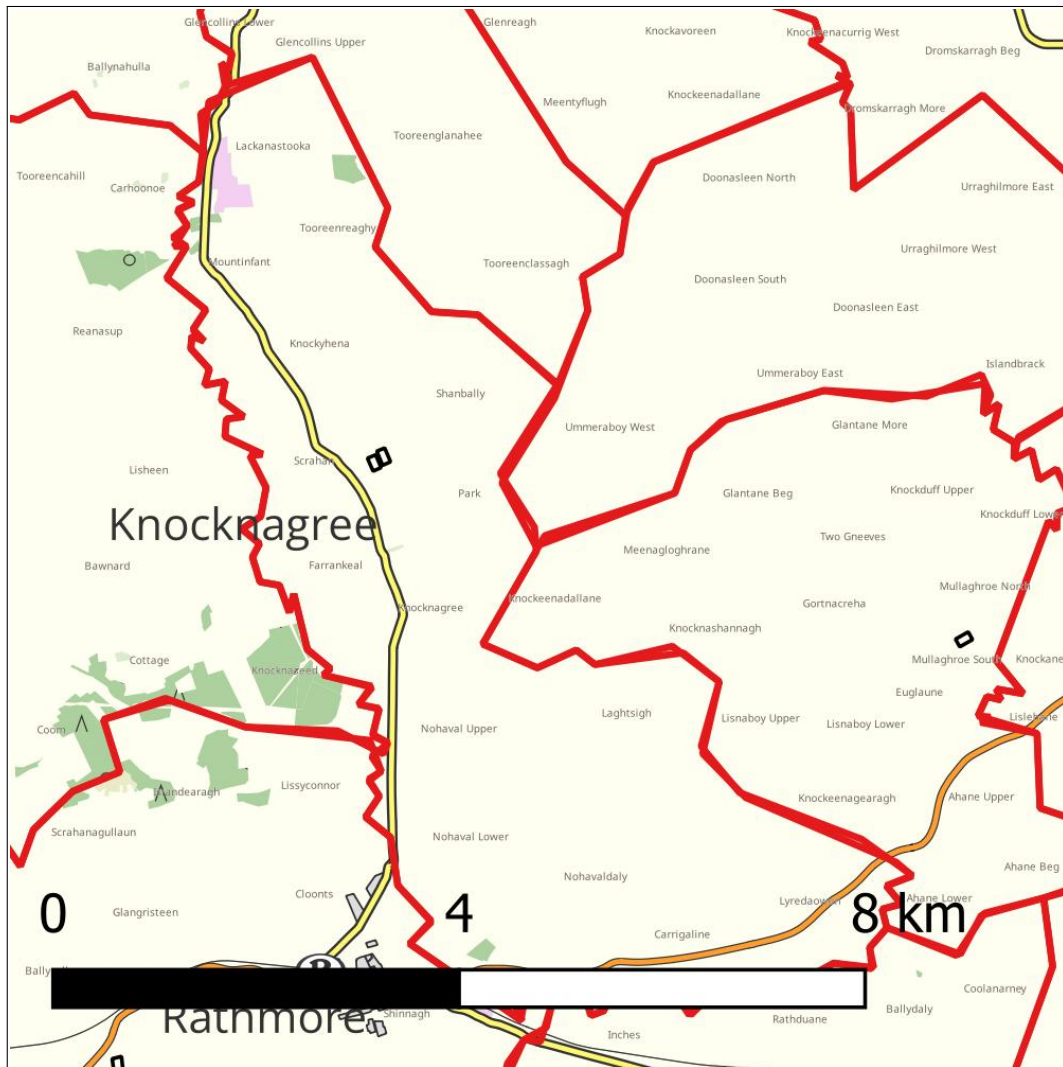 Glencollins Lower
Glenreagh
Knockavoreen
Knockeenacurrig West
Glencollins Upper
Dromskarragh Beg
Ballynahulla
Meentyflugh
Knockeenadallane
Dromskarragh More
Tooreenglanahee
Lackanastooka
Tooreencahill
Carhoonoe
Doonasleen North
Urraghilmore East
Tooreenreaghy
Urraghilmore West
Mountinfant
Tooreenclassagh
Doonasleen South
Doonasleen East
Reanasup
Knockyhena
Islandbrack
Ummeraboy East
Shanbally
Ummeraboy West
Glantane More
Scrahan
Lisheen
Park
Glantane Beg
Knockduff Upper
Knockduff Lower
Knocknagree
Two Gneeves
Meenagloghrane
Bawnard
Farrankeal
Mullaghroe North
Knockeenadallane
Gortnacreha
Knocknagree
Knocknashannagh
Cottage
Mullaghroe South
Knockane
Knocknaseed
Euglaune
Laghtsigh
Lisnaboy Upper
Lisnaboy Lower
Lislehane
Coom
Nohaval Upper
Lissyconnor
Knockeenagearagh
Ahane Upper
Scrahanagullaun
Nohaval Lower
Ahane Beg
Nohavaldaly
Cloonts
Lyredaowen
Ahane Lower
Glangristeen
0 4 8 km
Carrigaline
Coolanarney
Ballydaly
Rathmore
Shinnagh
Rathduane
Inches